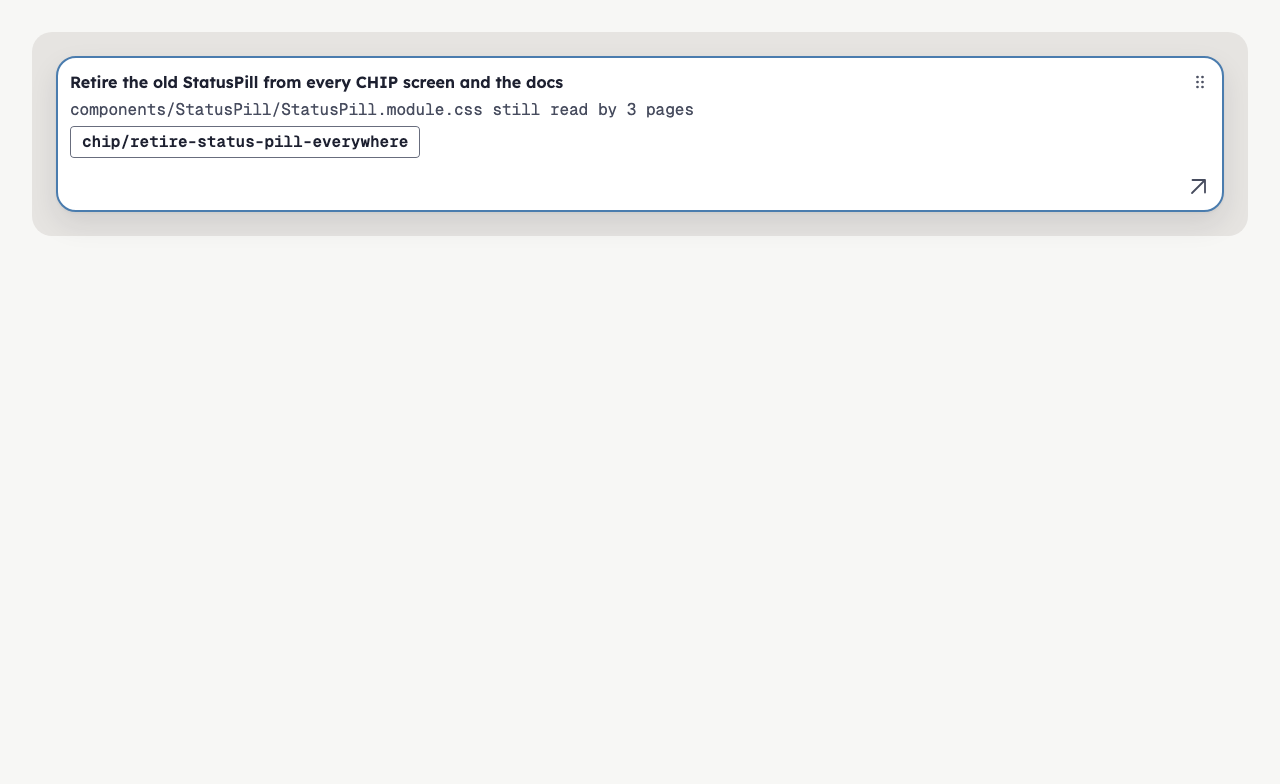 Retire the old StatusPill from every CHIP screen and the docs
components/StatusPill/StatusPill.module.css still read by 3 pages
chip/retire-status-pill-everywhere